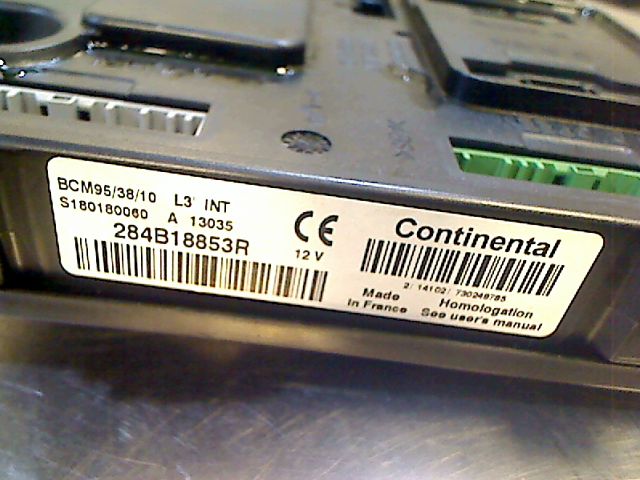 BCM95/38/10 L3 INT
S180180060 A 13035
284B18853R
12 V
CE
Continental
2/ 14102/ 730249785
Made
in France
Homologation
See user's manual